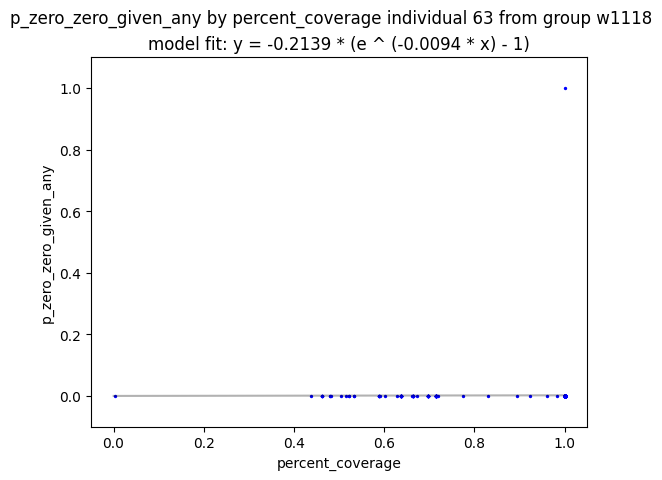 p_zero_zero_given_any by percent_coverage individual 63 from group w1118
model fit: y = -0.2139 * (e ^ (-0.0094 * x) - 1)
1.0
0.8
0.6
0.4
0.2
0.0
p_zero_zero_given_any
0.0 0.2 0.4 0.6 0.8 1.0
percent_coverage